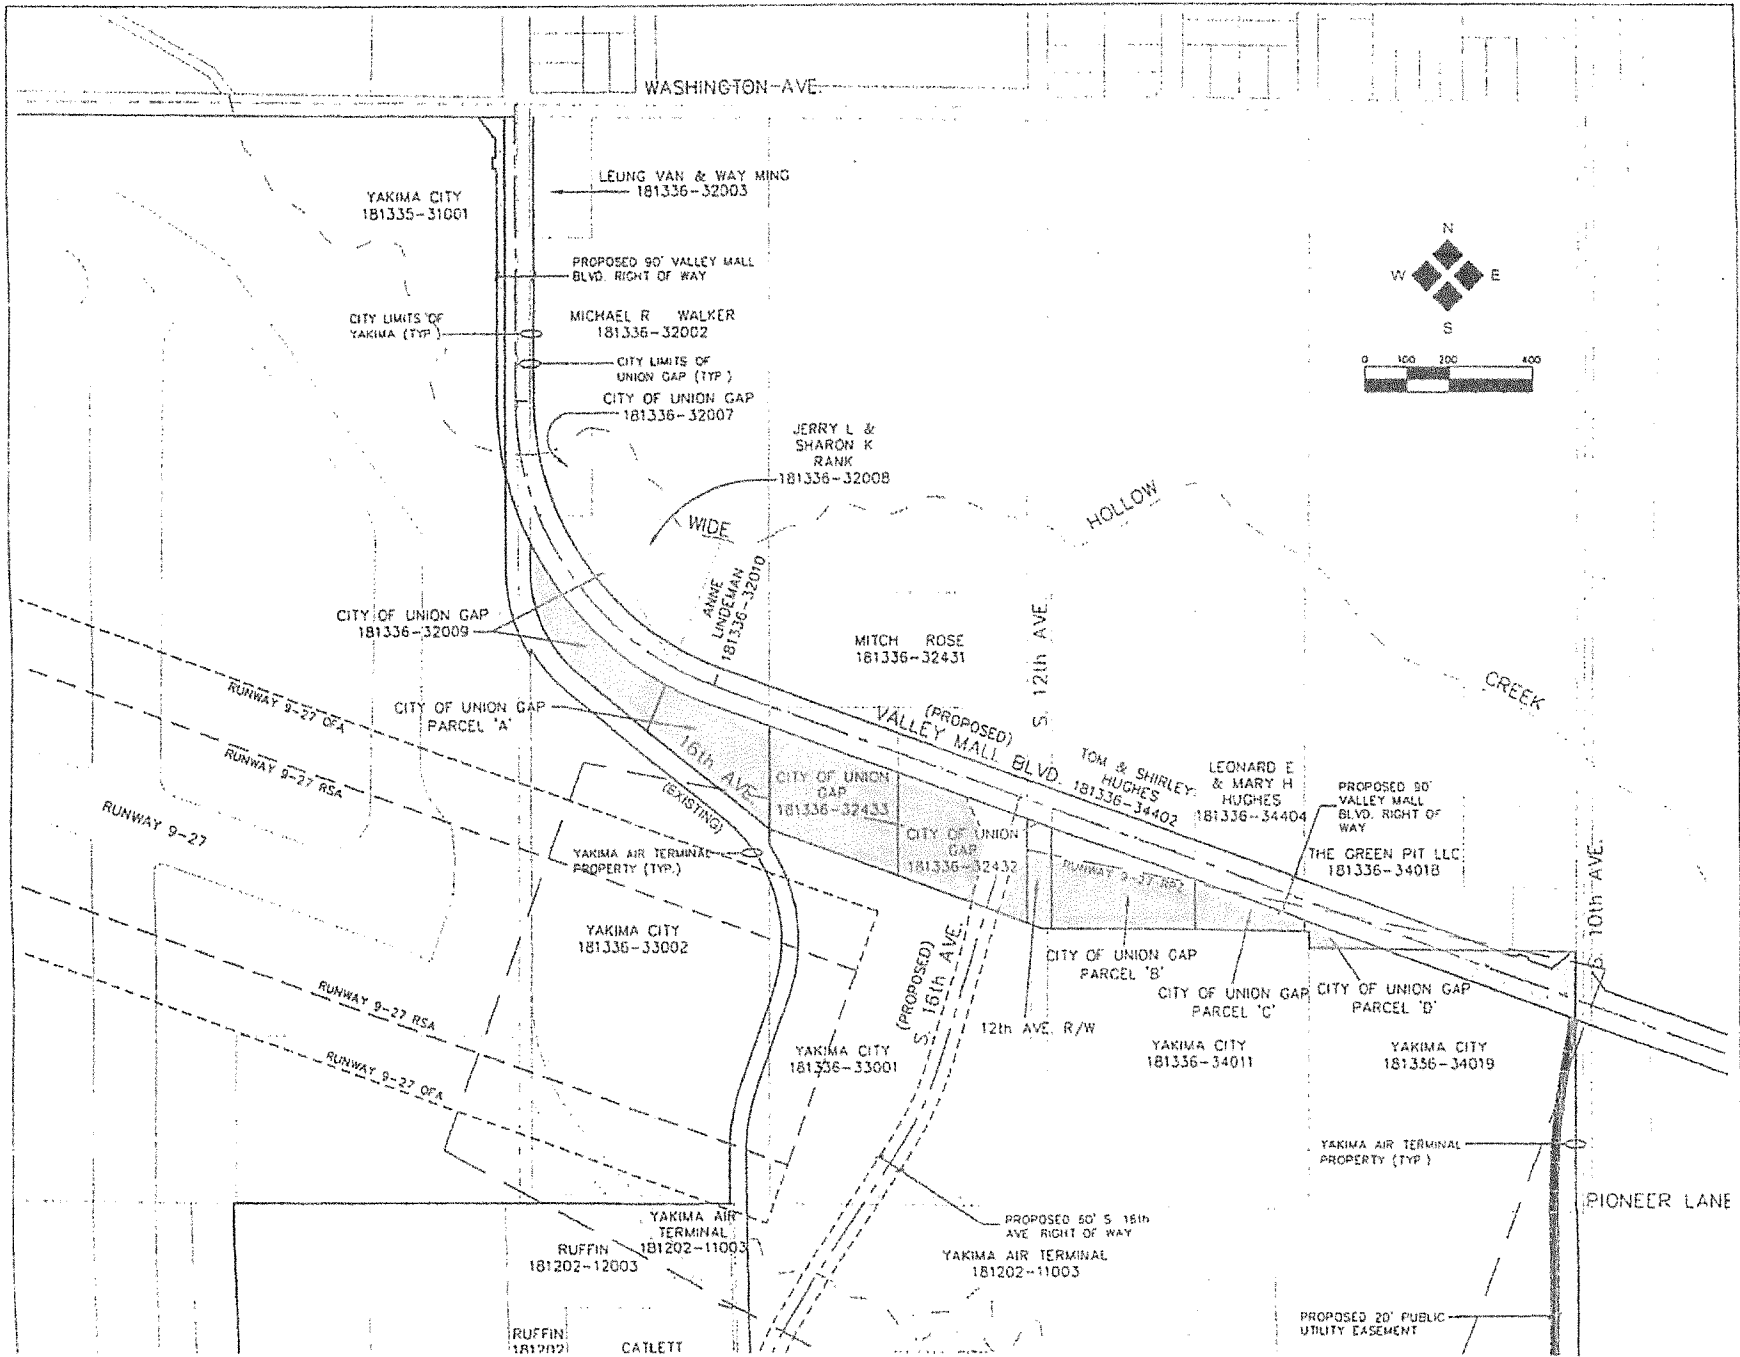 WASHINGTON AVE.
LEUNG VAN & WAY MING
181336-32003
YAKIMA CITY
181335-31001
N
W E
S
PROPOSED 90' VALLEY MALL
BLVD. RIGHT OF WAY
CITY LIMITS OF
YAKIMA (TYP.)
MICHAEL R WALKER
181336-32002
CITY LIMITS OF
UNION GAP (TYP.)
0 100 200 400
CITY OF UNION GAP
181336-32007
JERRY L &
SHARON K
RANK
181336-32008
WIDE
HOLLOW
CREEK
ANNE
LINDEMAN
181336-32010
CITY OF UNION GAP
181336-32009
MITCH ROSE
181336-32431
S. 12th AVE.
RUNWAY 9-27 OFA
CITY OF UNION GAP
PARCEL 'A'
(PROPOSED)
VALLEY MALL BLVD.
RUNWAY 9-27 RSA
16th AVE.
(EXISTING)
CITY OF UNION
GAP
181336-32433
TOM & SHIRLEY
HUGHES
181336-34402
LEONARD E
& MARY H
HUGHES
181336-34404
PROPOSED 90'
VALLEY MALL
BLVD. RIGHT OF
WAY
RUNWAY 9-27
CITY OF UNION
GAP
181336-32432
YAKIMA AIR TERMINAL
PROPERTY (TYP.)
THE GREEN PIT LLC
181336-34018
RUNWAY 9-27 RPZ
S. 10th AVE.
YAKIMA CITY
181336-33002
(PROPOSED)
S. 16th AVE.
CITY OF UNION GAP
PARCEL 'B'
CITY OF UNION GAP
PARCEL 'C'
CITY OF UNION GAP
PARCEL 'D'
RUNWAY 9-27 RSA
12th AVE. R/W
YAKIMA CITY
181336-33001
YAKIMA CITY
181336-34011
YAKIMA CITY
181336-34019
RUNWAY 9-27 OFA
YAKIMA AIR TERMINAL
PROPERTY (TYP.)
PIONEER LANE
YAKIMA AIR
TERMINAL
181202-11003
PROPOSED 60' S 16th
AVE RIGHT OF WAY
RUFFIN
181202-12003
YAKIMA AIR TERMINAL
181202-11003
PROPOSED 20' PUBLIC
UTILITY EASEMENT
RUFFIN
181202
CATLETT